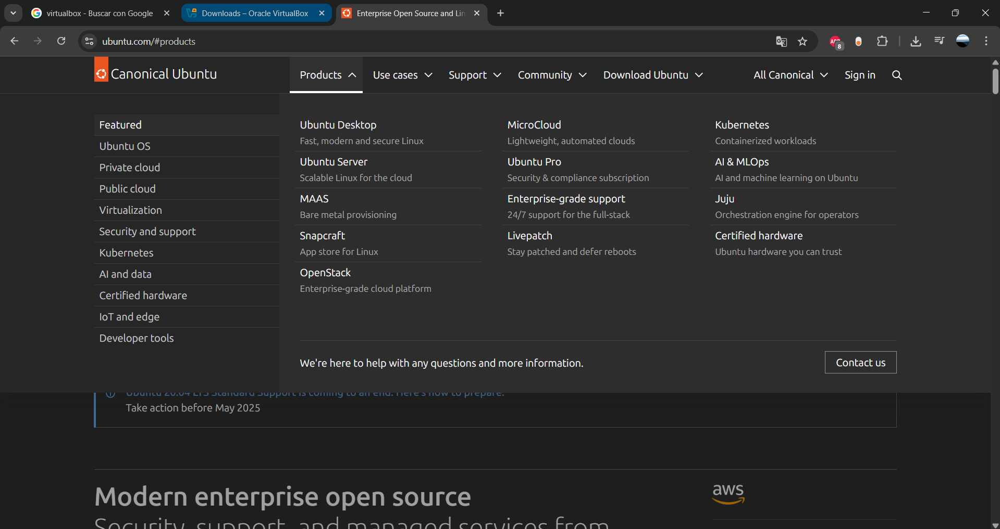 virtualbox - Buscar con Google
Downloads – Oracle VirtualBox
Enterprise Open Source and Lin
ubuntu.com/#products
ABP
8
Canonical Ubuntu
Products
Use cases
Support
Community
Download Ubuntu
All Canonical
Sign in
Featured
Ubuntu OS
Private cloud
Public cloud
Virtualization
Security and support
Kubernetes
AI and data
Certified hardware
IoT and edge
Developer tools
Ubuntu Desktop
Fast, modern and secure Linux
Ubuntu Server
Scalable Linux for the cloud
MAAS
Bare metal provisioning
Snapcraft
App store for Linux
OpenStack
Enterprise-grade cloud platform
MicroCloud
Lightweight, automated clouds
Ubuntu Pro
Security & compliance subscription
Enterprise-grade support
24/7 support for the full-stack
Livepatch
Stay patched and defer reboots
Kubernetes
Containerized workloads
AI & MLOps
AI and machine learning on Ubuntu
Juju
Orchestration engine for operators
Certified hardware
Ubuntu hardware you can trust
We're here to help with any questions and more information.
Contact us
Ubuntu 20.04 LTS Standard Support is coming to an end. Here's how to prepare.
Take action before May 2025
Modern enterprise open source
aws
Security, support, and managed services from